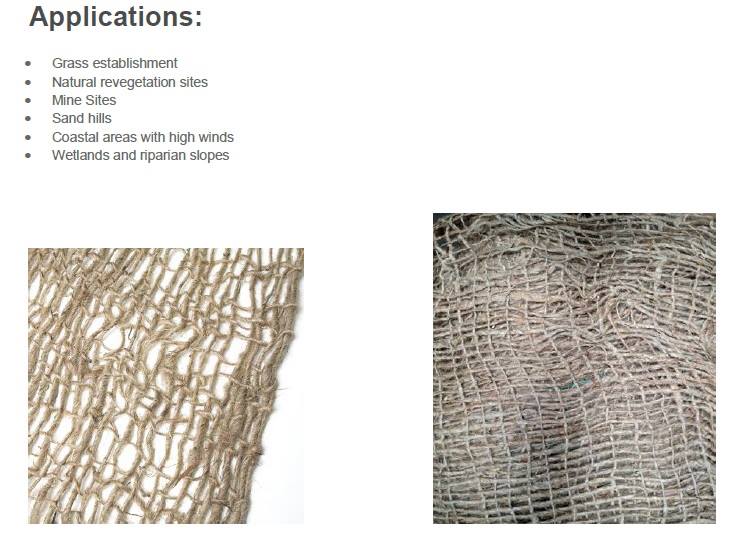 Applications:
• Grass establishment
• Natural revegetation sites
• Mine Sites
• Sand hills
• Coastal areas with high winds
• Wetlands and riparian slopes